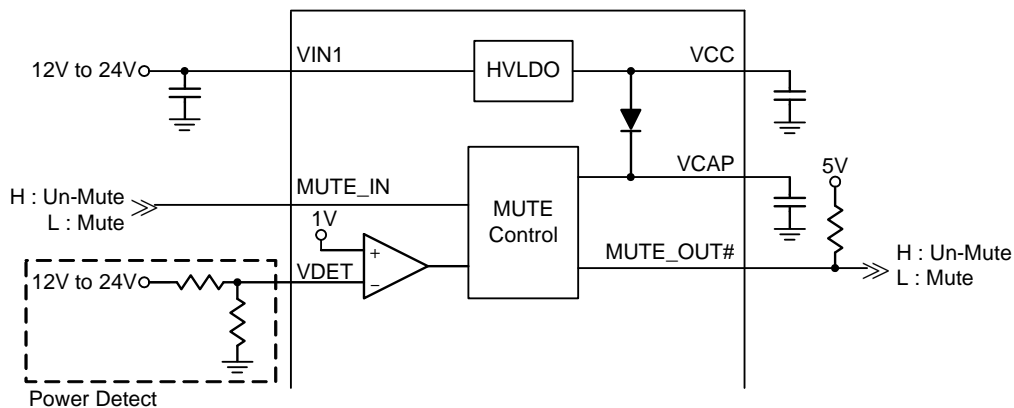 VIN1
VCC
12V to 24V
HVLDO
VCAP
5V
MUTE_IN
H : Un-Mute
L : Mute
1V
MUTE
Control
MUTE_OUT#
H : Un-Mute
L : Mute
+
VDET
−
12V to 24V
Power Detect